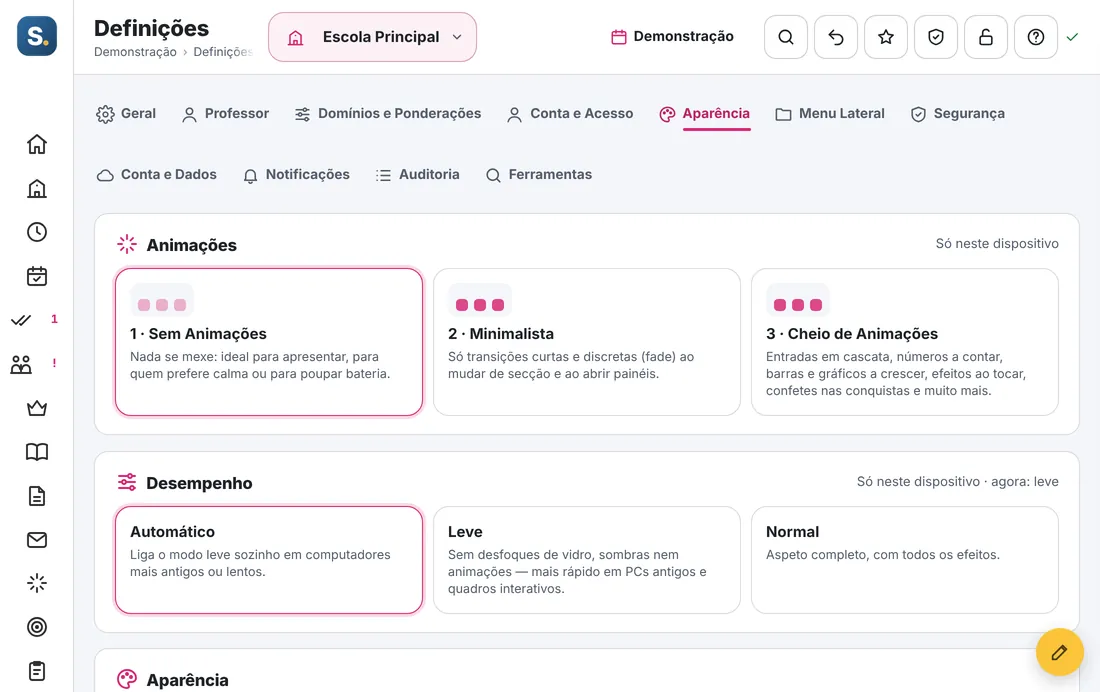 S.
Definições
Demonstração › Definições
Escola Principal
Demonstração
Geral
Professor
Domínios e Ponderações
Conta e Acesso
Aparência
Menu Lateral
Segurança
Conta e Dados
Notificações
Auditoria
Ferramentas
1
!
Animações
Só neste dispositivo
1 · Sem Animações
Nada se mexe: ideal para apresentar, para
quem prefere calma ou para poupar bateria.
2 · Minimalista
Só transições curtas e discretas (fade) ao
mudar de secção e ao abrir painéis.
3 · Cheio de Animações
Entradas em cascata, números a contar,
barras e gráficos a crescer, efeitos ao tocar,
confetes nas conquistas e muito mais.
Desempenho
Só neste dispositivo · agora: leve
Automático
Liga o modo leve sozinho em computadores
mais antigos ou lentos.
Leve
Sem desfoques de vidro, sombras nem
animações — mais rápido em PCs antigos e
quadros interativos.
Normal
Aspeto completo, com todos os efeitos.
Aparência